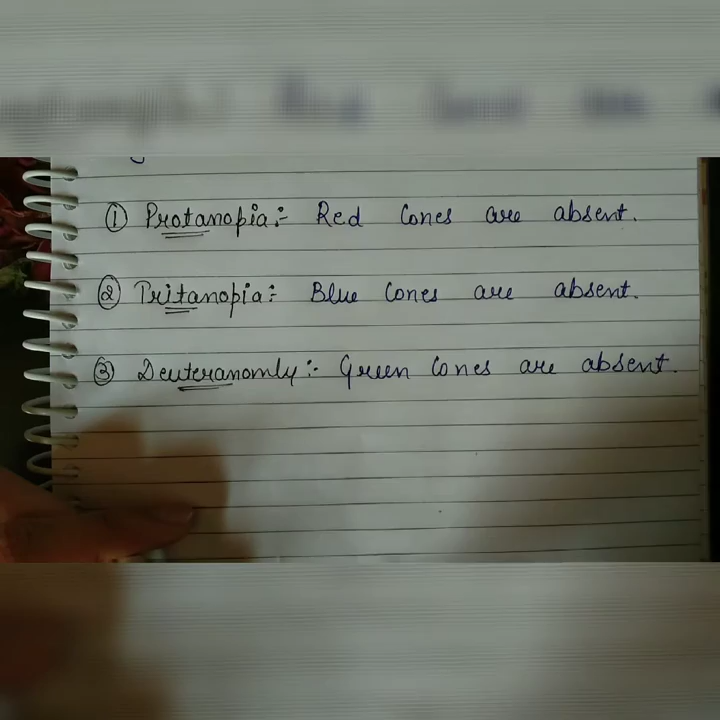 ① Protanopia:- Red Cones are absent.
② Tritanopia:- Blue Cones are absent.
③ Deuteranomly:- Green Cones are absent.